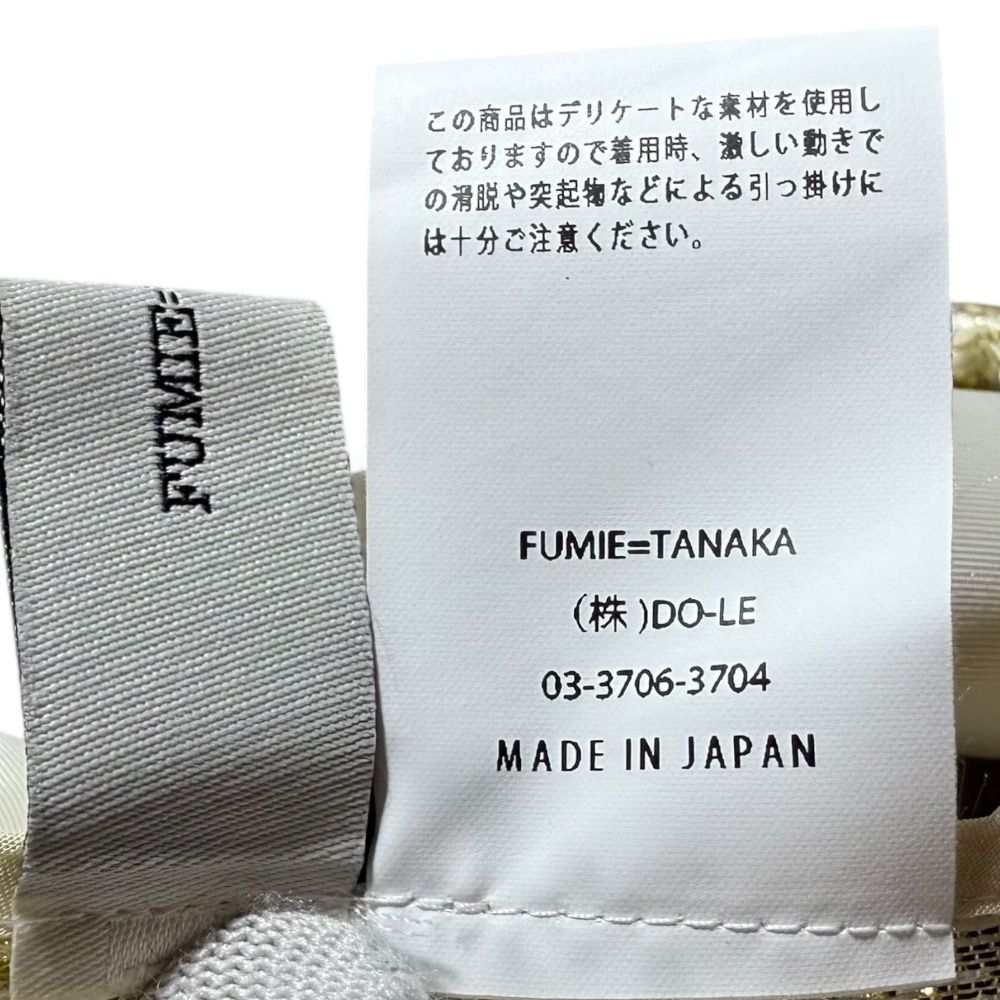 この商品はデリケートな素材を使用し
ておりますので着用時、激しい動きで
の滑脱や突起物などによる引っ掛けに
は十分ご注意ください。
FUMIE=
FUMIE=TANAKA
(株)DO-LE
03-3706-3704
MADE IN JAPAN